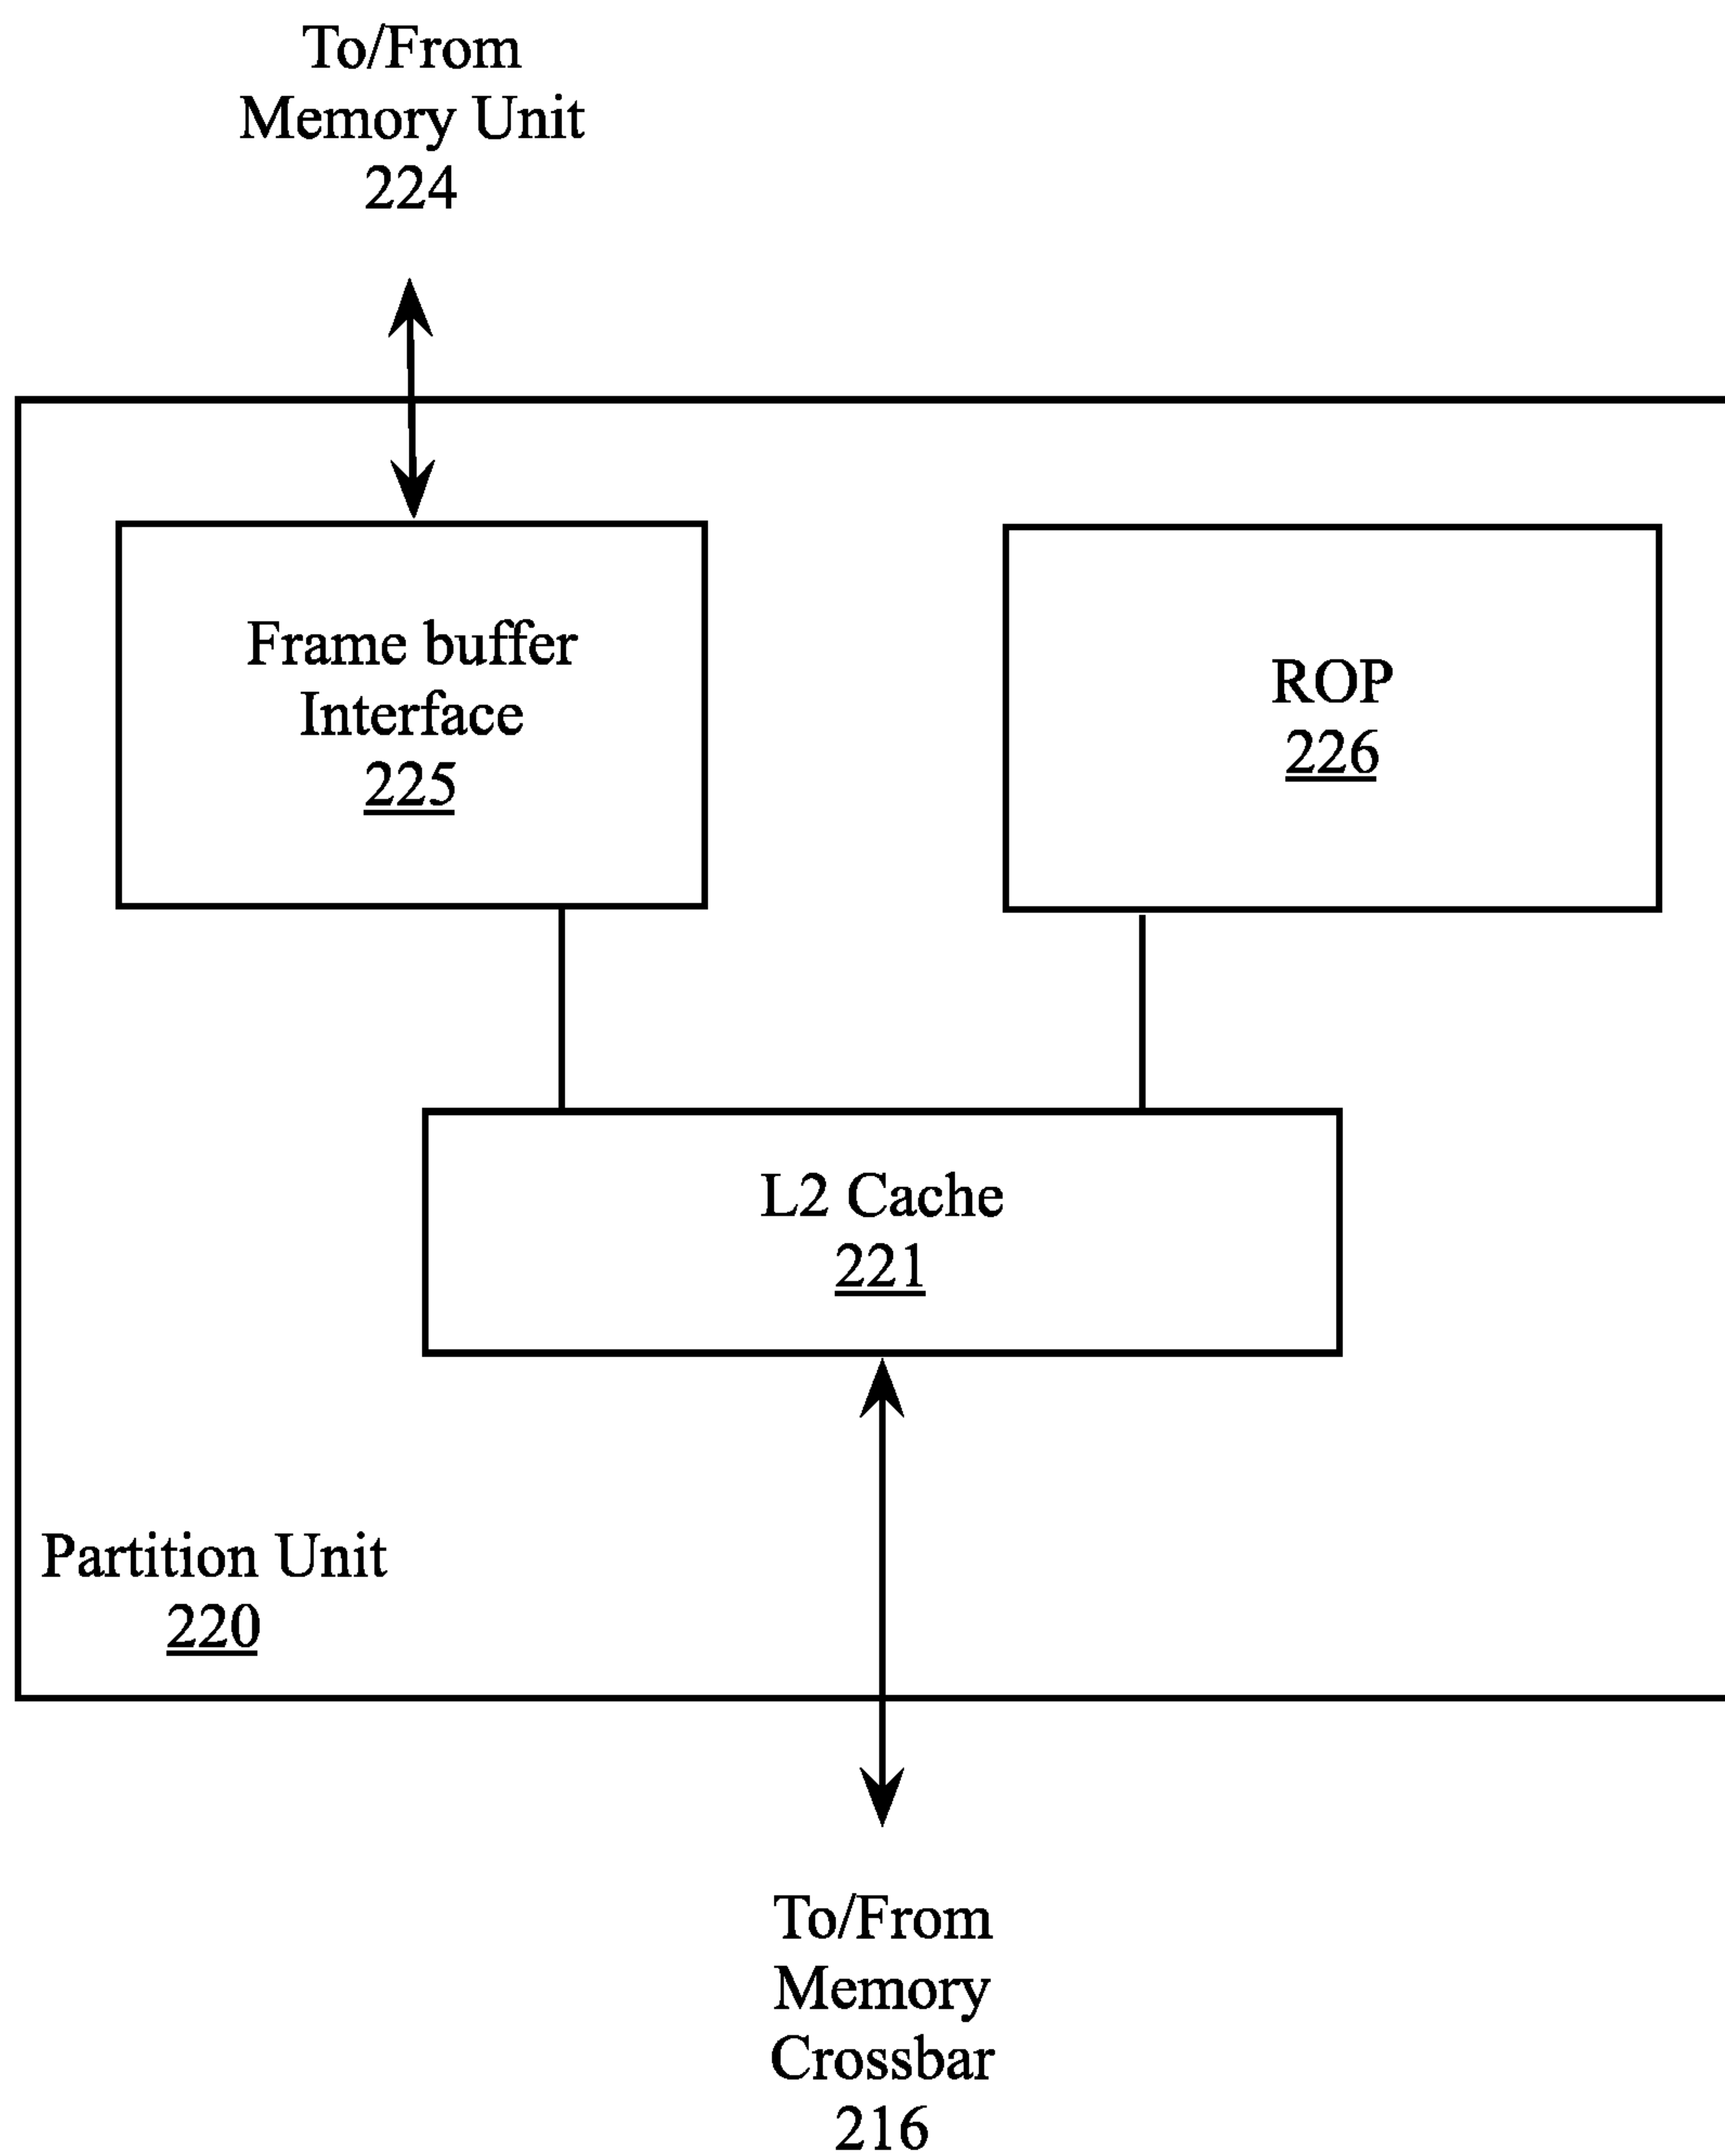 To/From
Memory Unit
224
Frame buffer
Interface
225
ROP
226
L2 Cache
221
Partition Unit
220
To/From
Memory
Crossbar
216